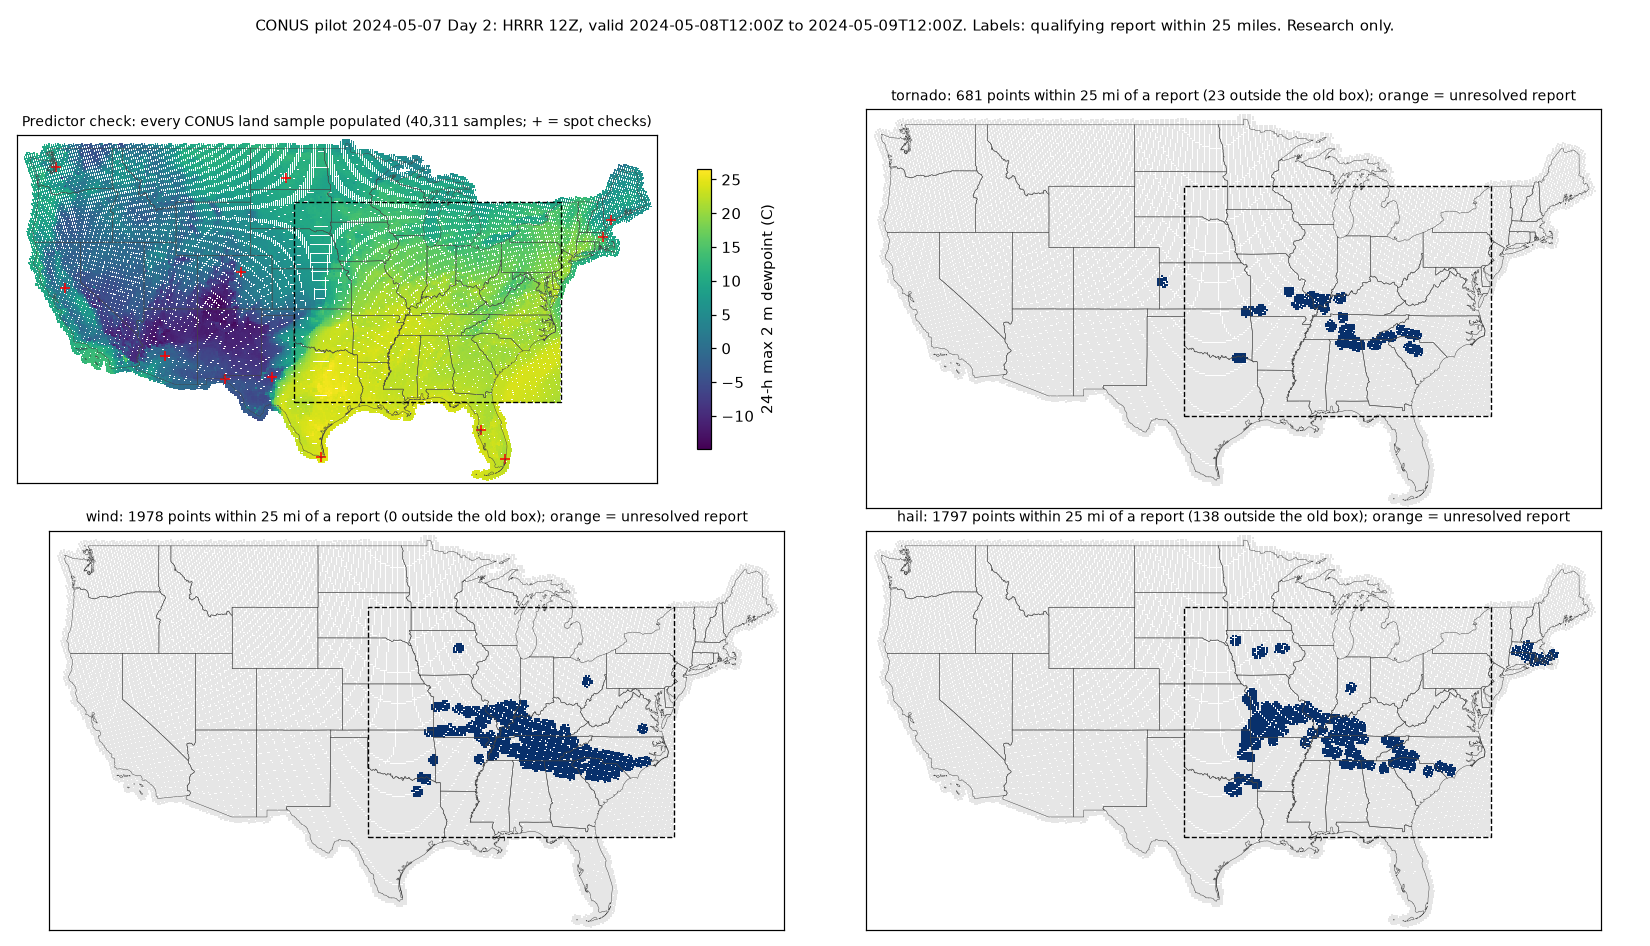 CONUS pilot 2024-05-07 Day 2: HRRR 12Z, valid 2024-05-08T12:00Z to 2024-05-09T12:00Z. Labels: qualifying report within 25 miles. Research only.
Predictor check: every CONUS land sample populated (40,311 samples; + = spot checks)
25
20
15
10
5
0
−5
−10
24-h max 2 m dewpoint (C)
tornado: 681 points within 25 mi of a report (23 outside the old box); orange = unresolved report
wind: 1978 points within 25 mi of a report (0 outside the old box); orange = unresolved report
hail: 1797 points within 25 mi of a report (138 outside the old box); orange = unresolved report